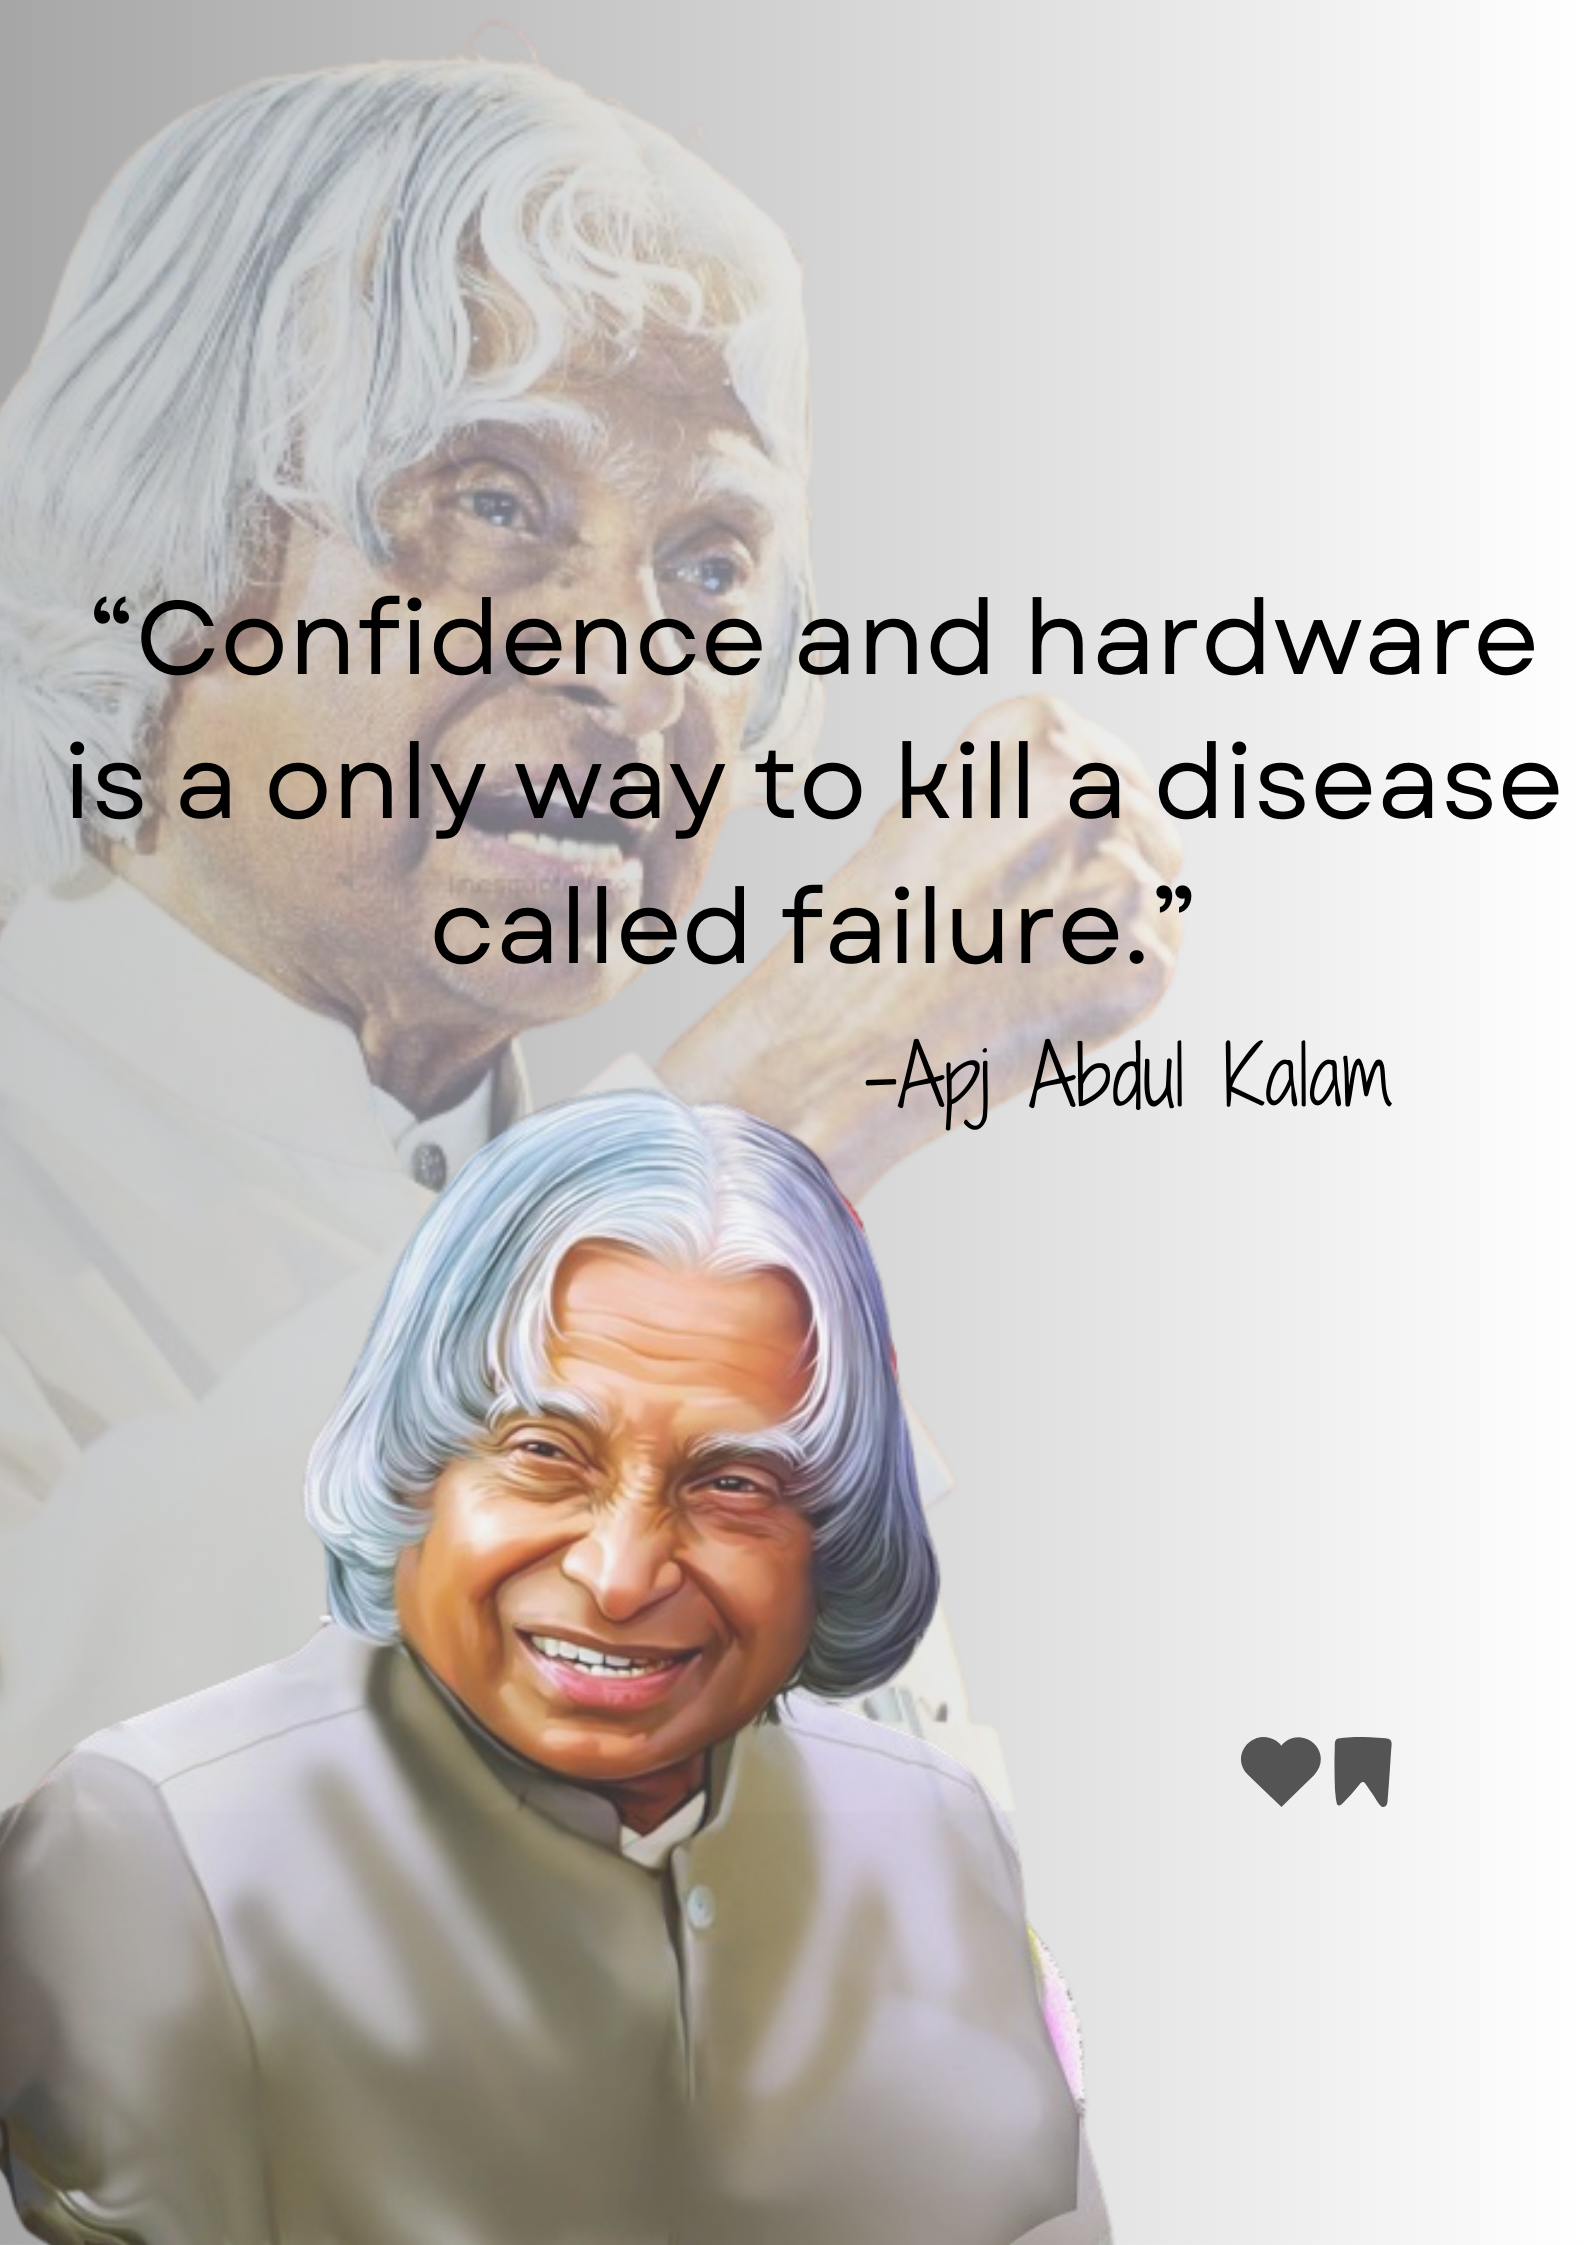 “Confidence and hardware
is a only way to kill a disease
called failure.”
-Apj Abdul Kalam